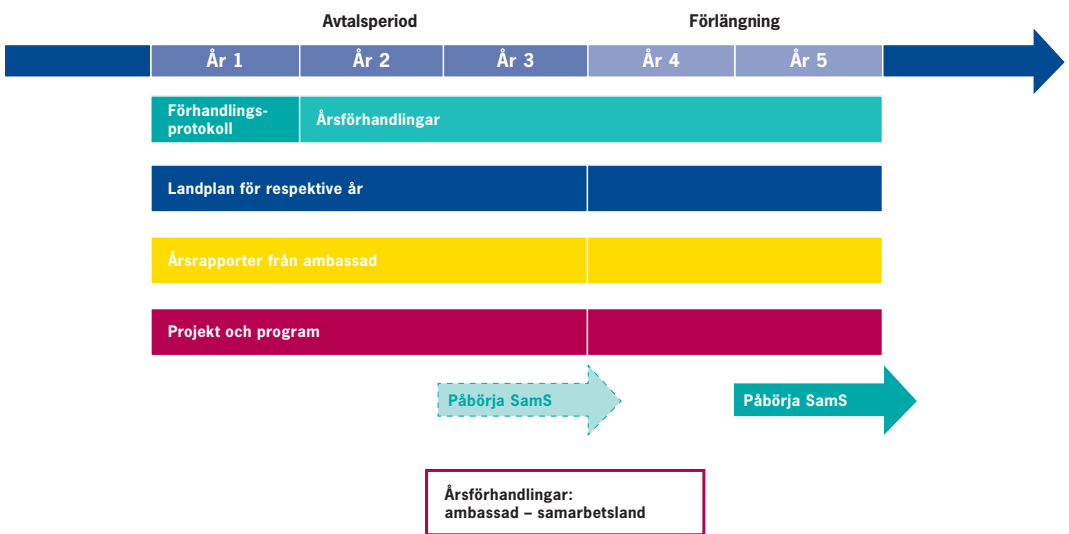 Avtalsperiod Förlängning
År 1 År 2 År 3 År 4 År 5
Förhandlings-
protokoll
Årsförhandlingar
Landplan för respektive år
Årsrapporter från ambassad
Projekt och program
Påbörja SamS Påbörja SamS
Årsförhandlingar:
ambassad – samarbetsland